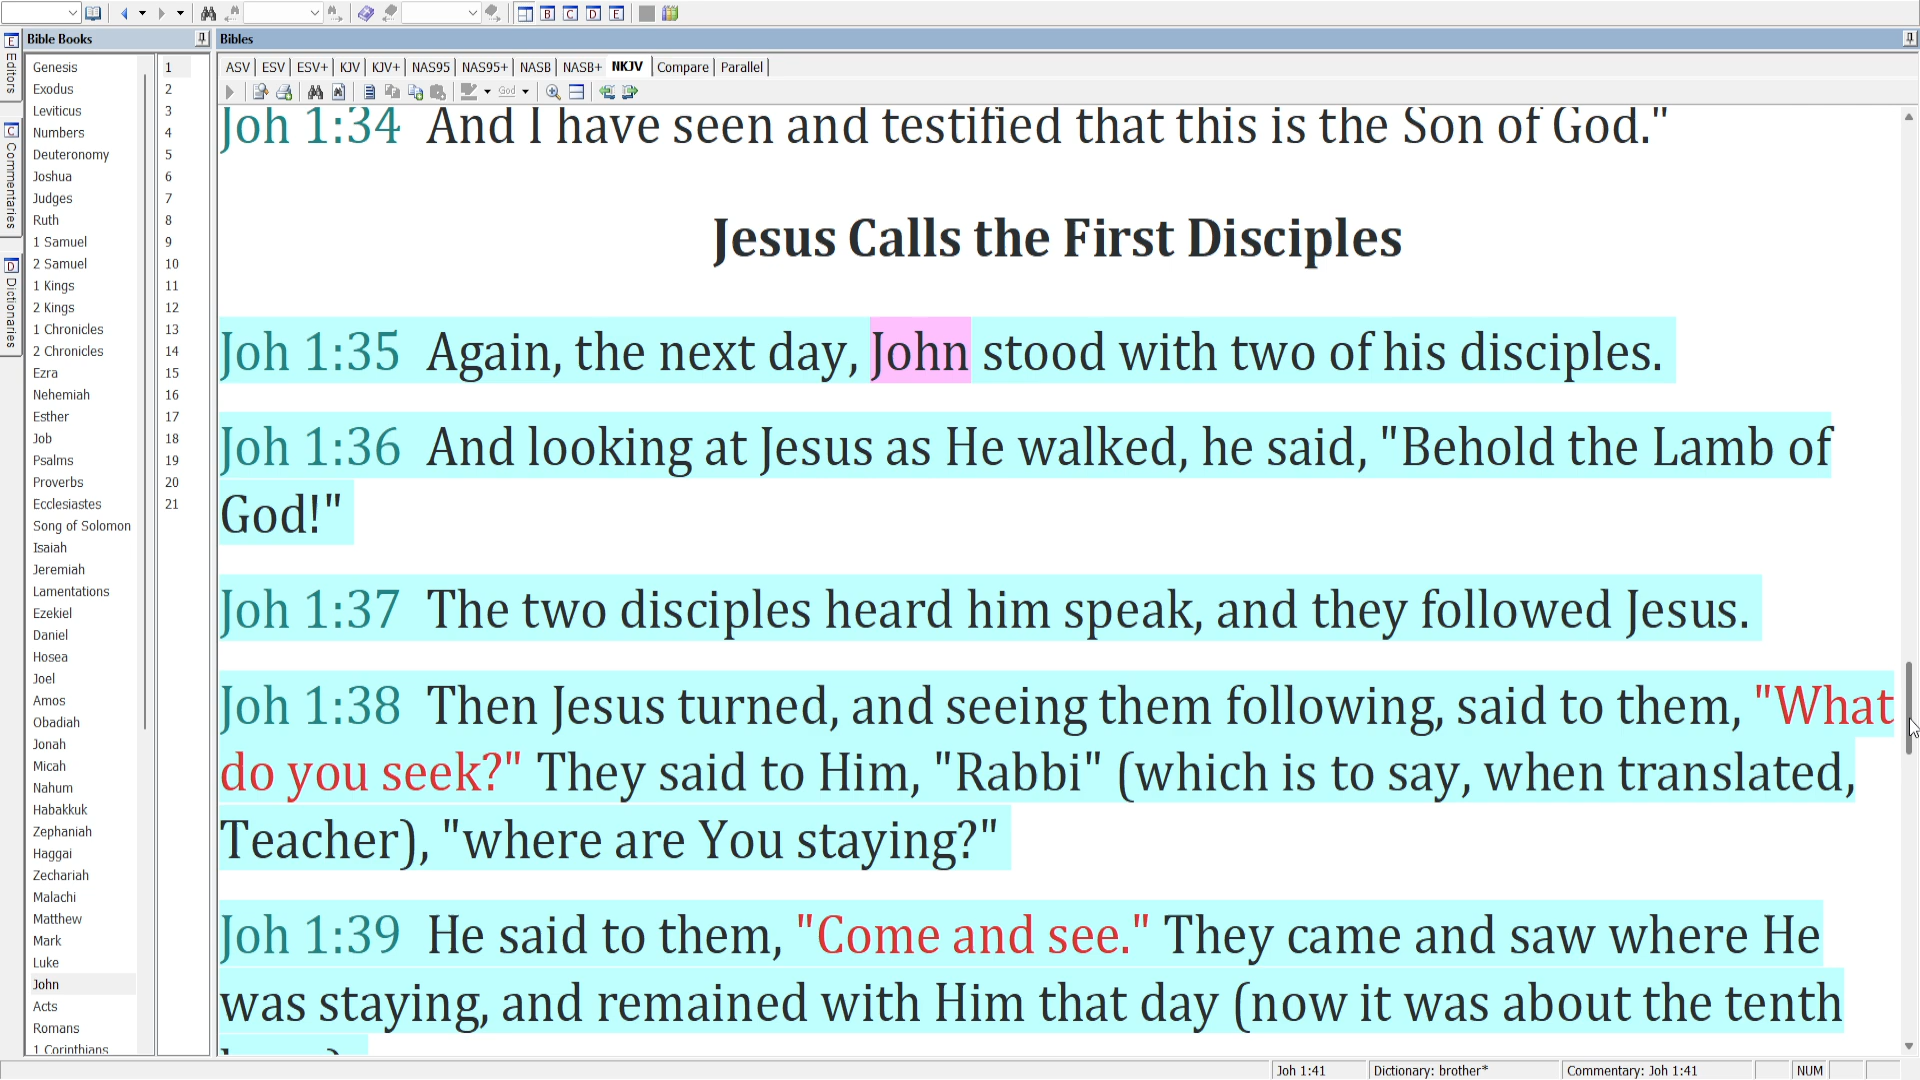 Bible Books
Bibles
Editors
Commentaries
Dictionaries
Genesis
Exodus
Leviticus
Numbers
Deuteronomy
Joshua
Judges
Ruth
1 Samuel
2 Samuel
1 Kings
2 Kings
1 Chronicles
2 Chronicles
Ezra
Nehemiah
Esther
Job
Psalms
Proverbs
Ecclesiastes
Song of Solomon
Isaiah
Jeremiah
Lamentations
Ezekiel
Daniel
Hosea
Joel
Amos
Obadiah
Jonah
Micah
Nahum
Habakkuk
Zephaniah
Haggai
Zechariah
Malachi
Matthew
Mark
Luke
John
Acts
Romans
1 Corinthians
1
2
3
4
5
6
7
8
9
10
11
12
13
14
15
16
17
18
19
20
21
ASV ESV ESV+ KJV KJV+ NAS95 NAS95+ NASB NASB+ NKJV Compare Parallel
God
Joh 1:34 And I have seen and testified that this is the Son of God."
Jesus Calls the First Disciples
Joh 1:35 Again, the next day, John stood with two of his disciples.
Joh 1:36 And looking at Jesus as He walked, he said, "Behold the Lamb of
God!"
Joh 1:37 The two disciples heard him speak, and they followed Jesus.
Joh 1:38 Then Jesus turned, and seeing them following, said to them, "What
do you seek?" They said to Him, "Rabbi" (which is to say, when translated,
Teacher), "where are You staying?"
Joh 1:39 He said to them, "Come and see." They came and saw where He
was staying, and remained with Him that day (now it was about the tenth
Joh 1:41 Dictionary: brother* Commentary: Joh 1:41 NUM